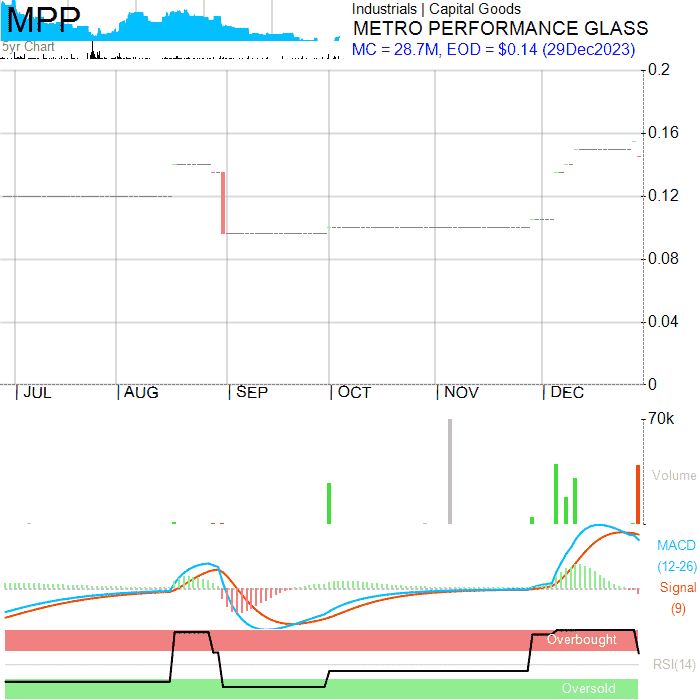 MPP
5yr Chart
Industrials | Capital Goods
METRO PERFORMANCE GLASS
MC = 28.7M, EOD = $0.14 (29Dec2023)
0.2
0.16
0.12
0.08
0.04
0
JUL AUG SEP OCT NOV DEC
70k
Volume
MACD
(12-26)
Signal
(9)
Overbought
RSI(14)
Oversold